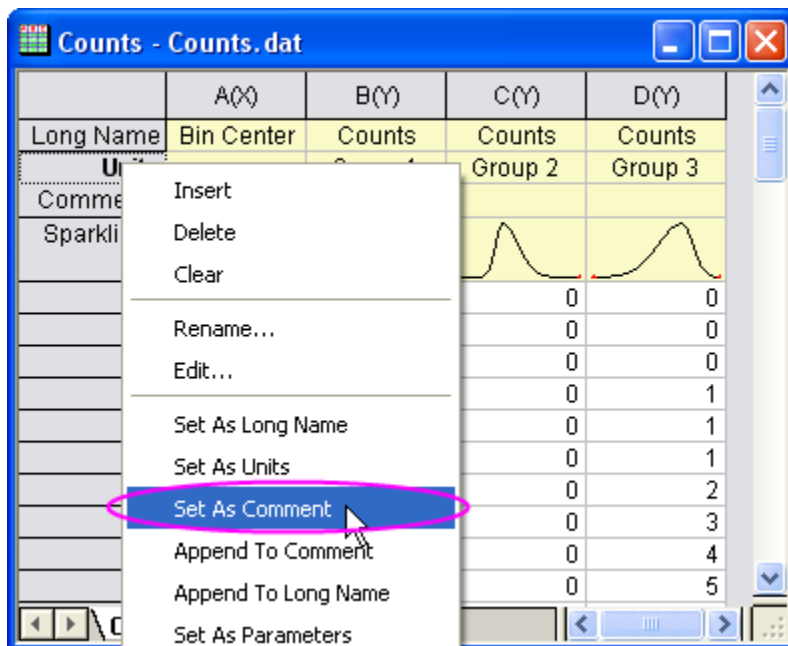 Counts - Counts.dat
A(X) B(Y) C(Y) D(Y)
Long Name Bin Center Counts Counts Counts
Group 2 Group 3
Insert
Delete
Clear
Rename...
Edit...
Set As Long Name
Set As Units
Set As Comment
Append To Comment
Append To Long Name
Set As Parameters
0 0
0 0
0 0
0 1
0 1
0 1
0 2
0 3
0 4
0 5